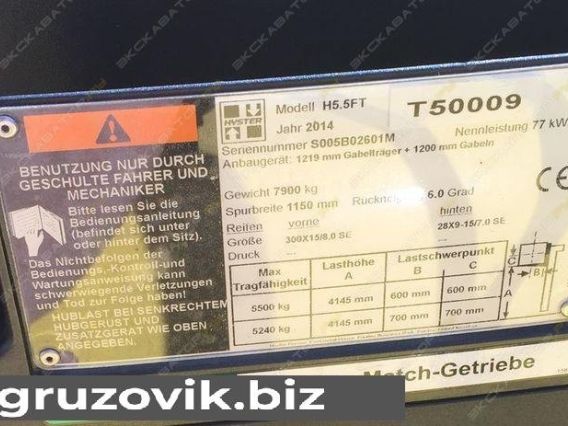 HYSTER
Modell H5.5FT T50009
Jahr 2014 Nennleistung 77 kW
Seriennummer S005B02601M
Anbaugerät: 1219 mm Gabelträger + 1200 mm Gabeln
Gewicht 7900 kg
Spurbreite 1150 mm 6.0 Grad
Reifen vorne hinten
Größe 300X15/8.0 SE 28X9-15/7.0 SE
Druck --- ---
CE
Max Tragfähigkeit Lasthöhe A Lastschwerpunkt B C
5500 kg 4145 mm 600 mm 600 mm
5240 kg 4145 mm 700 mm 700 mm
C
B
A
BENUTZUNG NUR DURCH
GESCHULTE FAHRER UND
MECHANIKER
Bitte lesen Sie die
Bedienungsanleitung
(befindet sich unter
oder hinter dem Sitz).
Das Nichtbefolgen der
Bedienungs,-Kontroll-und
Wartungsanweisung kann
schwerwiegende Verletzungen
und Tod zur Folge haben!
HUBLAST BEI SENKRECHTEM
HUBGERUST UND
ZUSATZGERÄT WIE OBEN
ANGEGEBEN.
Match-Getriebe
gruzovik.biz
ЭКСКАВАТОР